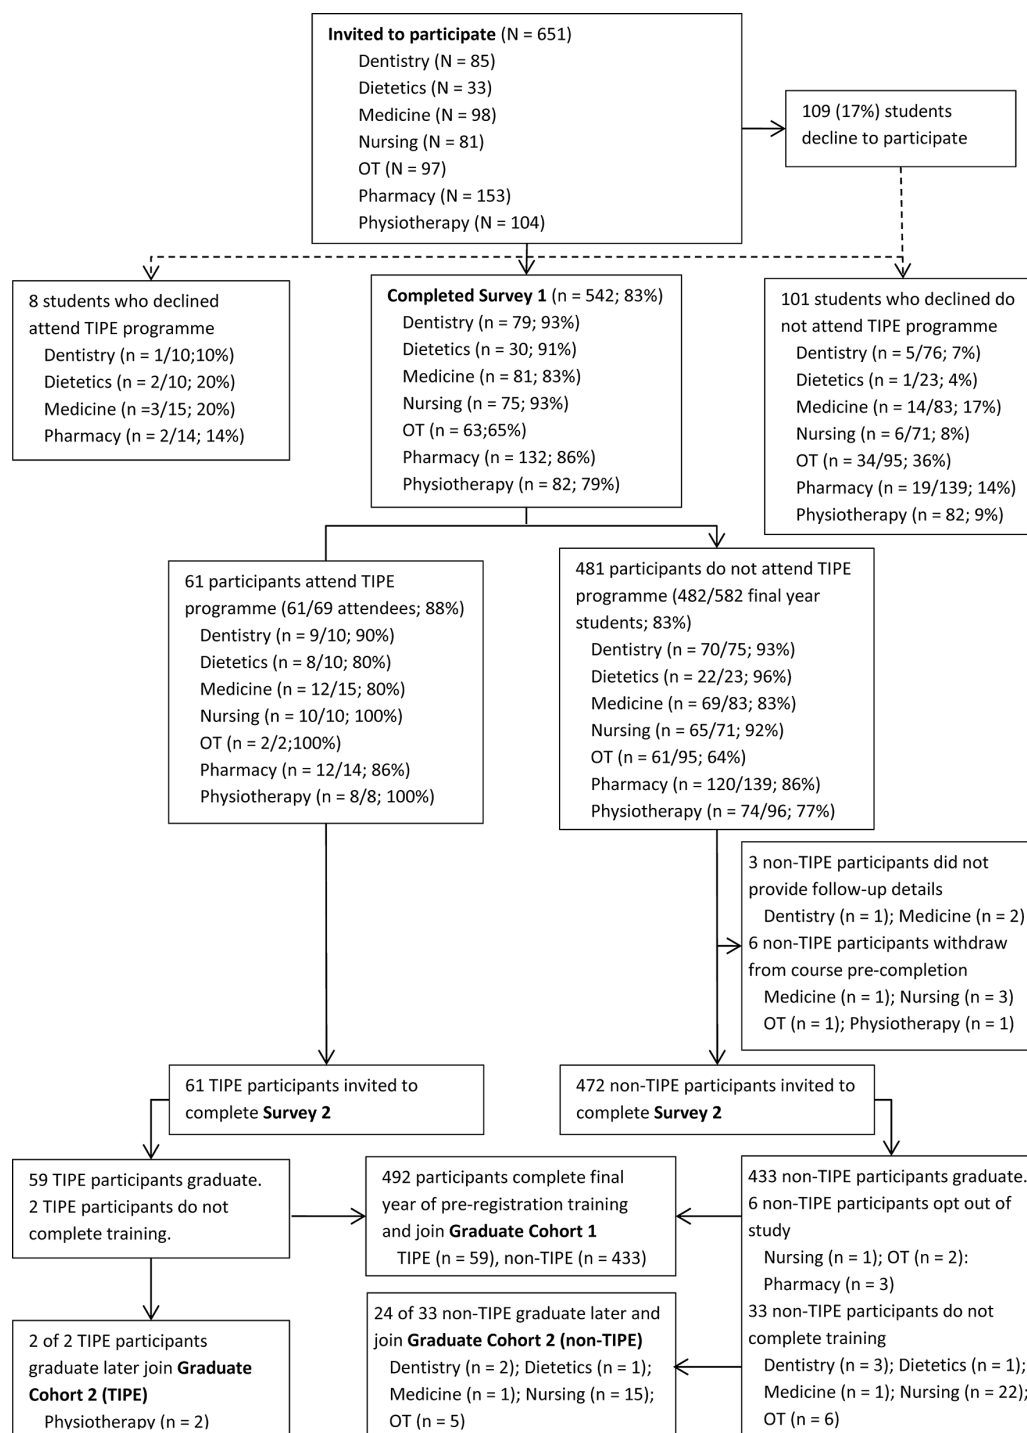 Invited to participate (N = 651)
Dentistry (N = 85)
Dietetics (N = 33)
Medicine (N = 98)
Nursing (N = 81)
OT (N = 97)
Pharmacy (N = 153)
Physiotherapy (N = 104)
109 (17%) students
decline to participate
8 students who declined
attend TIPE programme
Dentistry (n = 1/10;10%)
Dietetics (n = 2/10; 20%)
Medicine (n =3/15; 20%)
Pharmacy (n = 2/14; 14%)
Completed Survey 1 (n = 542; 83%)
Dentistry (n = 79; 93%)
Dietetics (n = 30; 91%)
Medicine (n = 81; 83%)
Nursing (n = 75; 93%)
OT (n = 63;65%)
Pharmacy (n = 132; 86%)
Physiotherapy (n = 82; 79%)
101 students who declined do
not attend TIPE programme
Dentistry (n = 5/76; 7%)
Dietetics (n = 1/23; 4%)
Medicine (n = 14/83; 17%)
Nursing (n = 6/71; 8%)
OT (n = 34/95; 36%)
Pharmacy (n = 19/139; 14%)
Physiotherapy (n = 82; 9%)
61 participants attend TIPE
programme (61/69 attendees; 88%)
Dentistry (n = 9/10; 90%)
Dietetics (n = 8/10; 80%)
Medicine (n = 12/15; 80%)
Nursing (n = 10/10; 100%)
OT (n = 2/2;100%)
Pharmacy (n = 12/14; 86%)
Physiotherapy (n = 8/8; 100%)
481 participants do not attend TIPE
programme (482/582 final year
students; 83%)
Dentistry (n = 70/75; 93%)
Dietetics (n = 22/23; 96%)
Medicine (n = 69/83; 83%)
Nursing (n = 65/71; 92%)
OT (n = 61/95; 64%)
Pharmacy (n = 120/139; 86%)
Physiotherapy (n = 74/96; 77%)
3 non-TIPE participants did not
provide follow-up details
Dentistry (n = 1); Medicine (n = 2)
6 non-TIPE participants withdraw
from course pre-completion
Medicine (n = 1); Nursing (n = 3)
OT (n = 1); Physiotherapy (n = 1)
61 TIPE participants invited to
complete Survey 2
472 non-TIPE participants invited to
complete Survey 2
59 TIPE participants graduate.
2 TIPE participants do not
complete training.
492 participants complete final
year of pre-registration training
and join Graduate Cohort 1
TIPE (n = 59), non-TIPE (n = 433)
433 non-TIPE participants graduate.
6 non-TIPE participants opt out of
study
Nursing (n = 1); OT (n = 2):
Pharmacy (n = 3)
33 non-TIPE participants do not
complete training
Dentistry (n = 3); Dietetics (n = 1);
Medicine (n = 1); Nursing (n = 22);
OT (n = 6)
2 of 2 TIPE participants
graduate later join Graduate
Cohort 2 (TIPE)
Physiotherapy (n = 2)
24 of 33 non-TIPE graduate later and
join Graduate Cohort 2 (non-TIPE)
Dentistry (n = 2); Dietetics (n = 1);
Medicine (n = 1); Nursing (n = 15);
OT (n = 5)